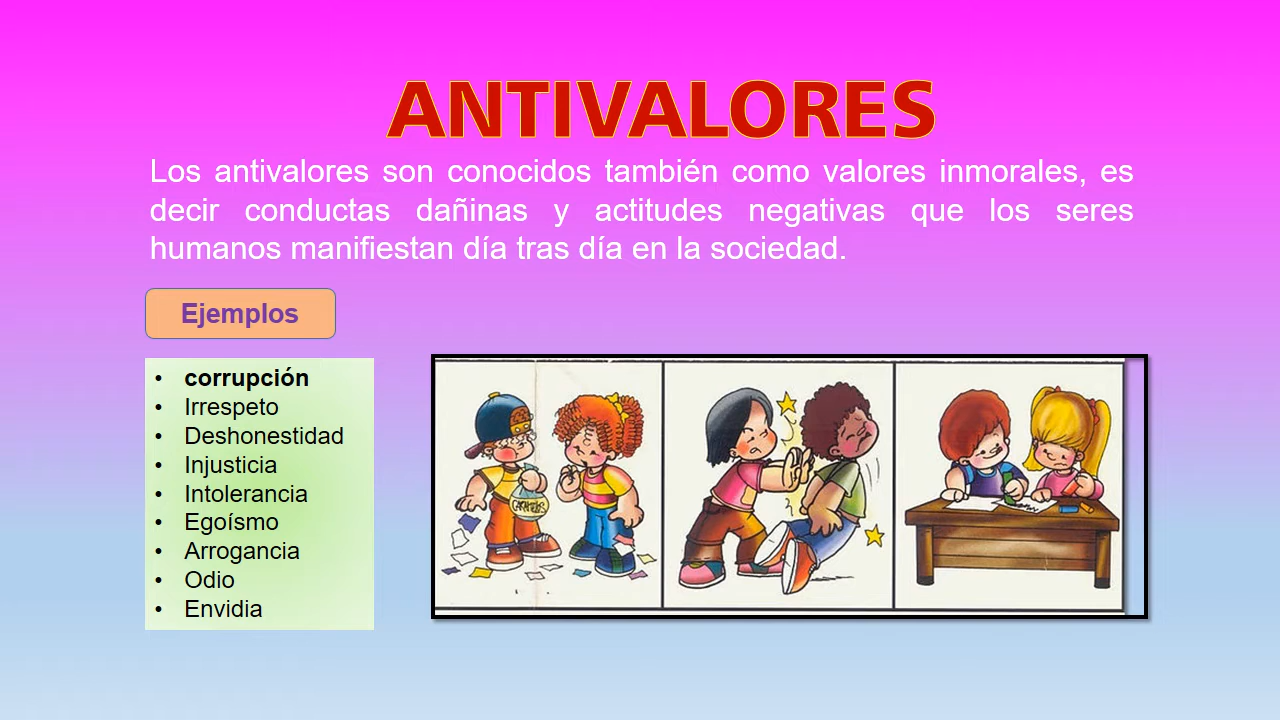 ANTIVALORES
Los antivalores son conocidos también como valores inmorales, es
decir conductas dañinas y actitudes negativas que los seres
humanos manifiestan día tras día en la sociedad.
Ejemplos
• corrupción
• Irrespeto
• Deshonestidad
• Injusticia
• Intolerancia
• Egoísmo
• Arrogancia
• Odio
• Envidia